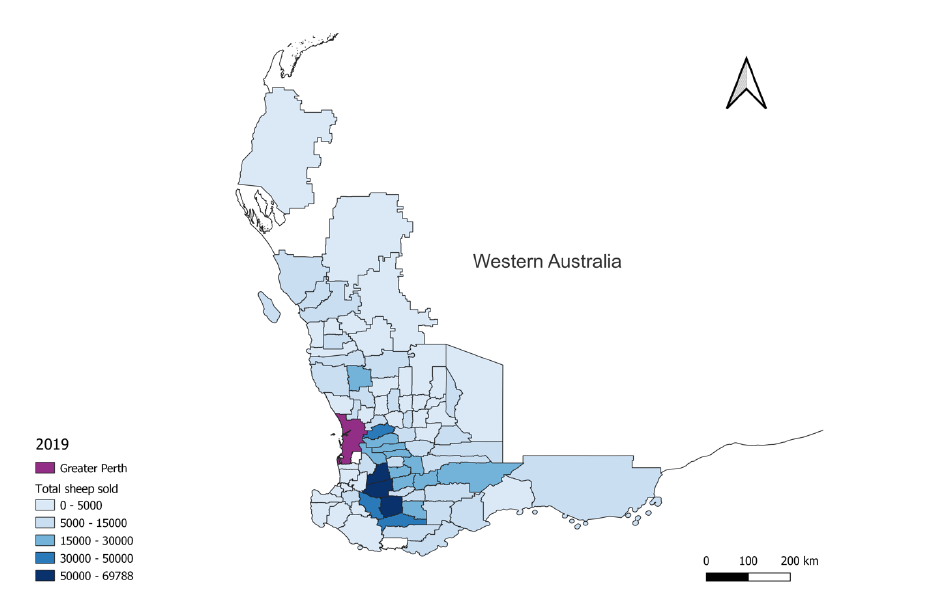 Western Australia
2019
Greater Perth
Total sheep sold
0 - 5000
5000 - 15000
15000 - 30000
30000 - 50000
50000 - 69788
0 100 200 km